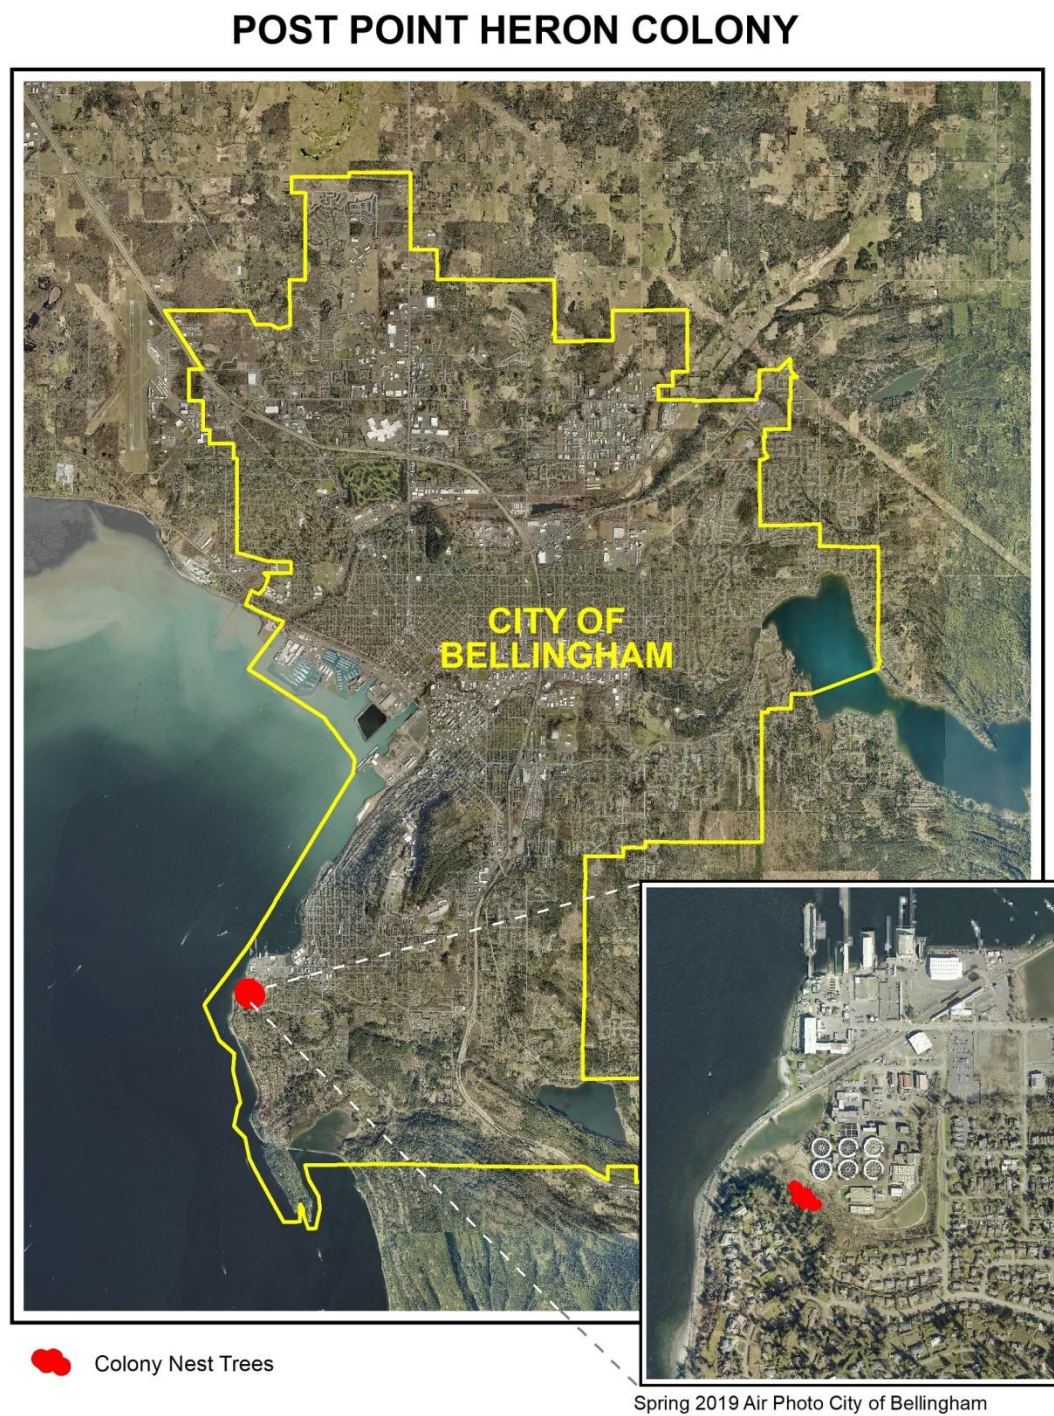 POST POINT HERON COLONY
CITY OF
BELLINGHAM
Colony Nest Trees
Spring 2019 Air Photo City of Bellingham